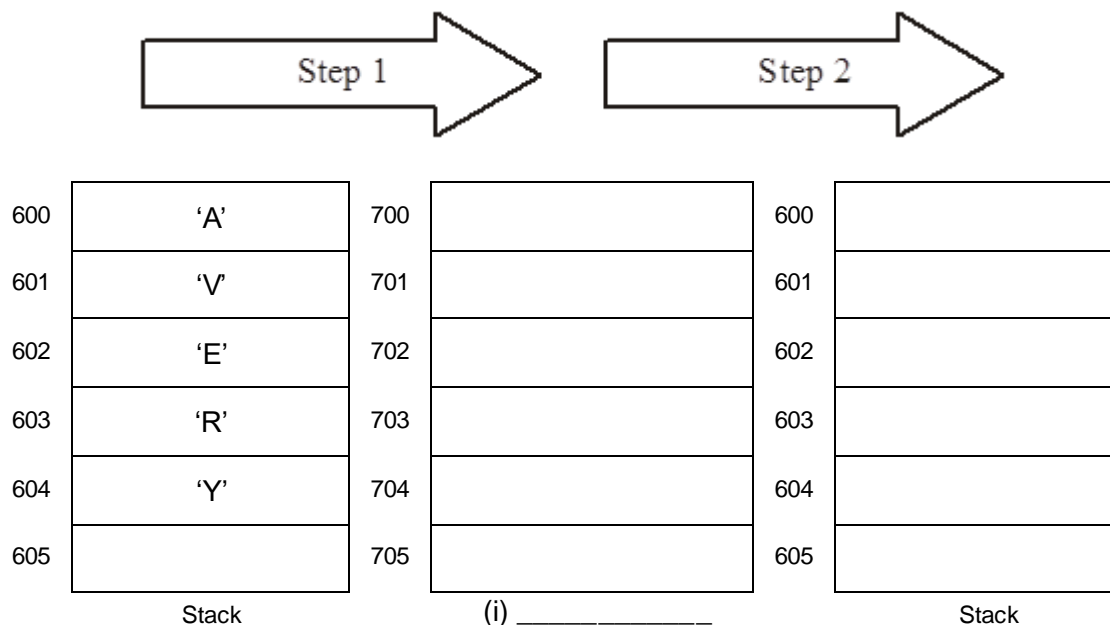 Step 1 Step 2
600 ‘A’ 700 600
601 ‘V’ 701 601
602 ‘E’ 702 602
603 ‘R’ 703 603
604 ‘Y’ 704 604
605 705 605
Stack (i) _____________ Stack